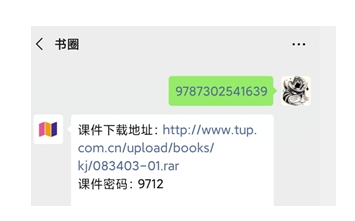 书圈
9787302541639
课件下载地址：http://www.tup.
com.cn/upload/books/
kj/083403-01.rar
课件密码：9712